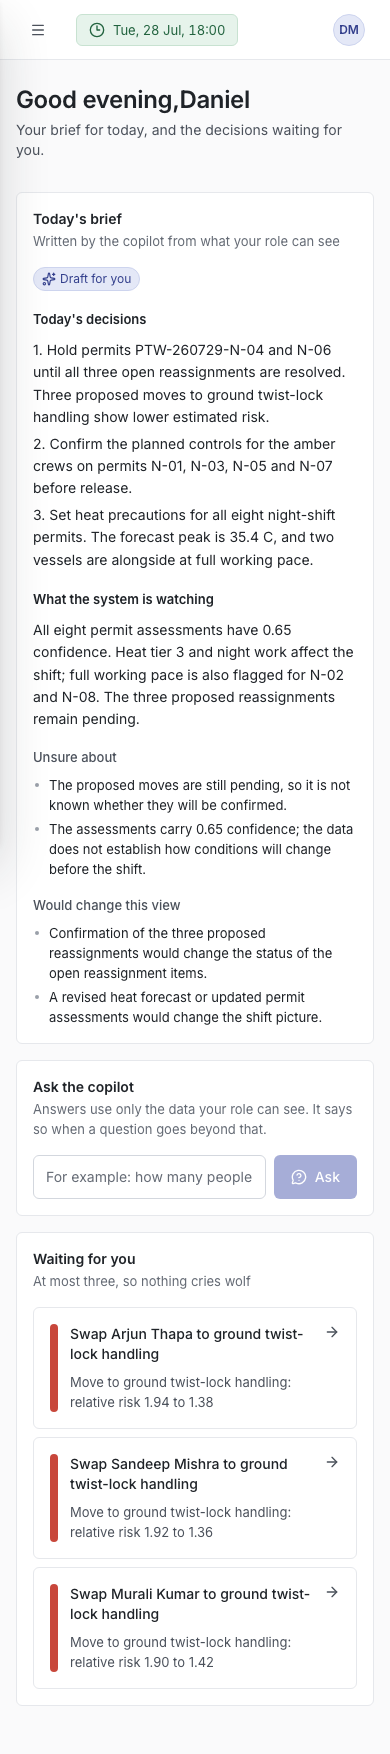 Tue, 28 Jul, 18:00
DM
Good evening,Daniel
Your brief for today, and the decisions waiting for
you.
Today's brief
Written by the copilot from what your role can see
Draft for you
Today's decisions
1. Hold permits PTW-260729-N-04 and N-06
until all three open reassignments are resolved.
Three proposed moves to ground twist-lock
handling show lower estimated risk.
2. Confirm the planned controls for the amber
crews on permits N-01, N-03, N-05 and N-07
before release.
3. Set heat precautions for all eight night-shift
permits. The forecast peak is 35.4 C, and two
vessels are alongside at full working pace.
What the system is watching
All eight permit assessments have 0.65
confidence. Heat tier 3 and night work affect the
shift; full working pace is also flagged for N-02
and N-08. The three proposed reassignments
remain pending.
Unsure about
• The proposed moves are still pending, so it is not
known whether they will be confirmed.
• The assessments carry 0.65 confidence; the data
does not establish how conditions will change
before the shift.
Would change this view
• Confirmation of the three proposed
reassignments would change the status of the
open reassignment items.
• A revised heat forecast or updated permit
assessments would change the shift picture.
Ask the copilot
Answers use only the data your role can see. It says
so when a question goes beyond that.
For example: how many people
Ask
Waiting for you
At most three, so nothing cries wolf
Swap Arjun Thapa to ground twist-
lock handling
Move to ground twist-lock handling:
relative risk 1.94 to 1.38
Swap Sandeep Mishra to ground
twist-lock handling
Move to ground twist-lock handling:
relative risk 1.92 to 1.36
Swap Murali Kumar to ground twist-
lock handling
Move to ground twist-lock handling:
relative risk 1.90 to 1.42